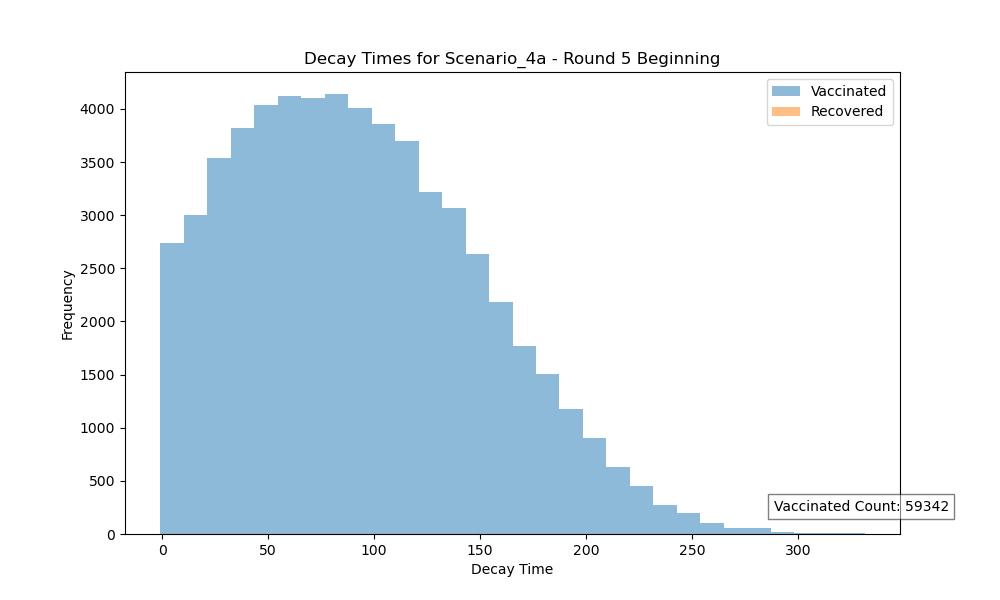 Decay Times for Scenario_4a - Round 5 Beginning
Vaccinated
Recovered
Frequency
4000
3500
3000
2500
2000
1500
1000
500
0
Vaccinated Count: 59342
0 50 100 150 200 250 300
Decay Time